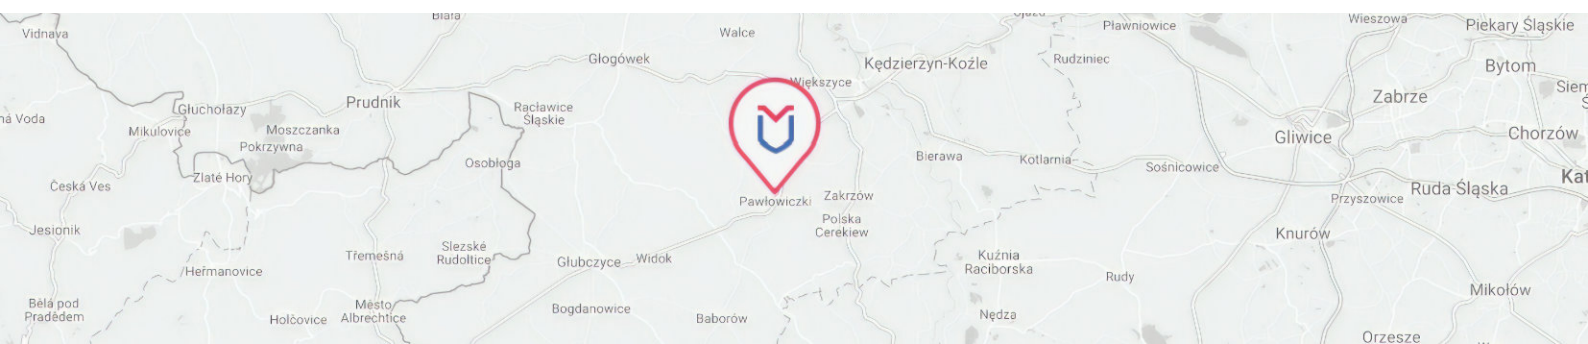 Biała
Vidnava
Walce
Pławniowice
Wieszowa
Piekary Śląskie
Głogówek
Większyce
Kędzierzyn-Koźle
Rudziniec
Bytom
Zabrze
Prudnik
Głuchołazy
Racławice
Śląskie
Mikulovice
Moszczanka
Pokrzywna
Gliwice
Chorzów
Osobłoga
Bierawa
Kotlarnia
Sośnicowice
Zlaté Hory
Česká Ves
Pawłowiczki
Zakrzów
Przyszowice
Ruda Śląska
Polska
Cerekiew
Jesionik
Knurów
Třemešná
Slezské
Rudoltice
Głubczyce
Widok
Kuźnia
Raciborska
Heřmanovice
Rudy
Mikołów
Bělá pod
Pradědem
Město
Albrechtice
Holčovice
Bogdanowice
Baborów
Nędza
Orzesze